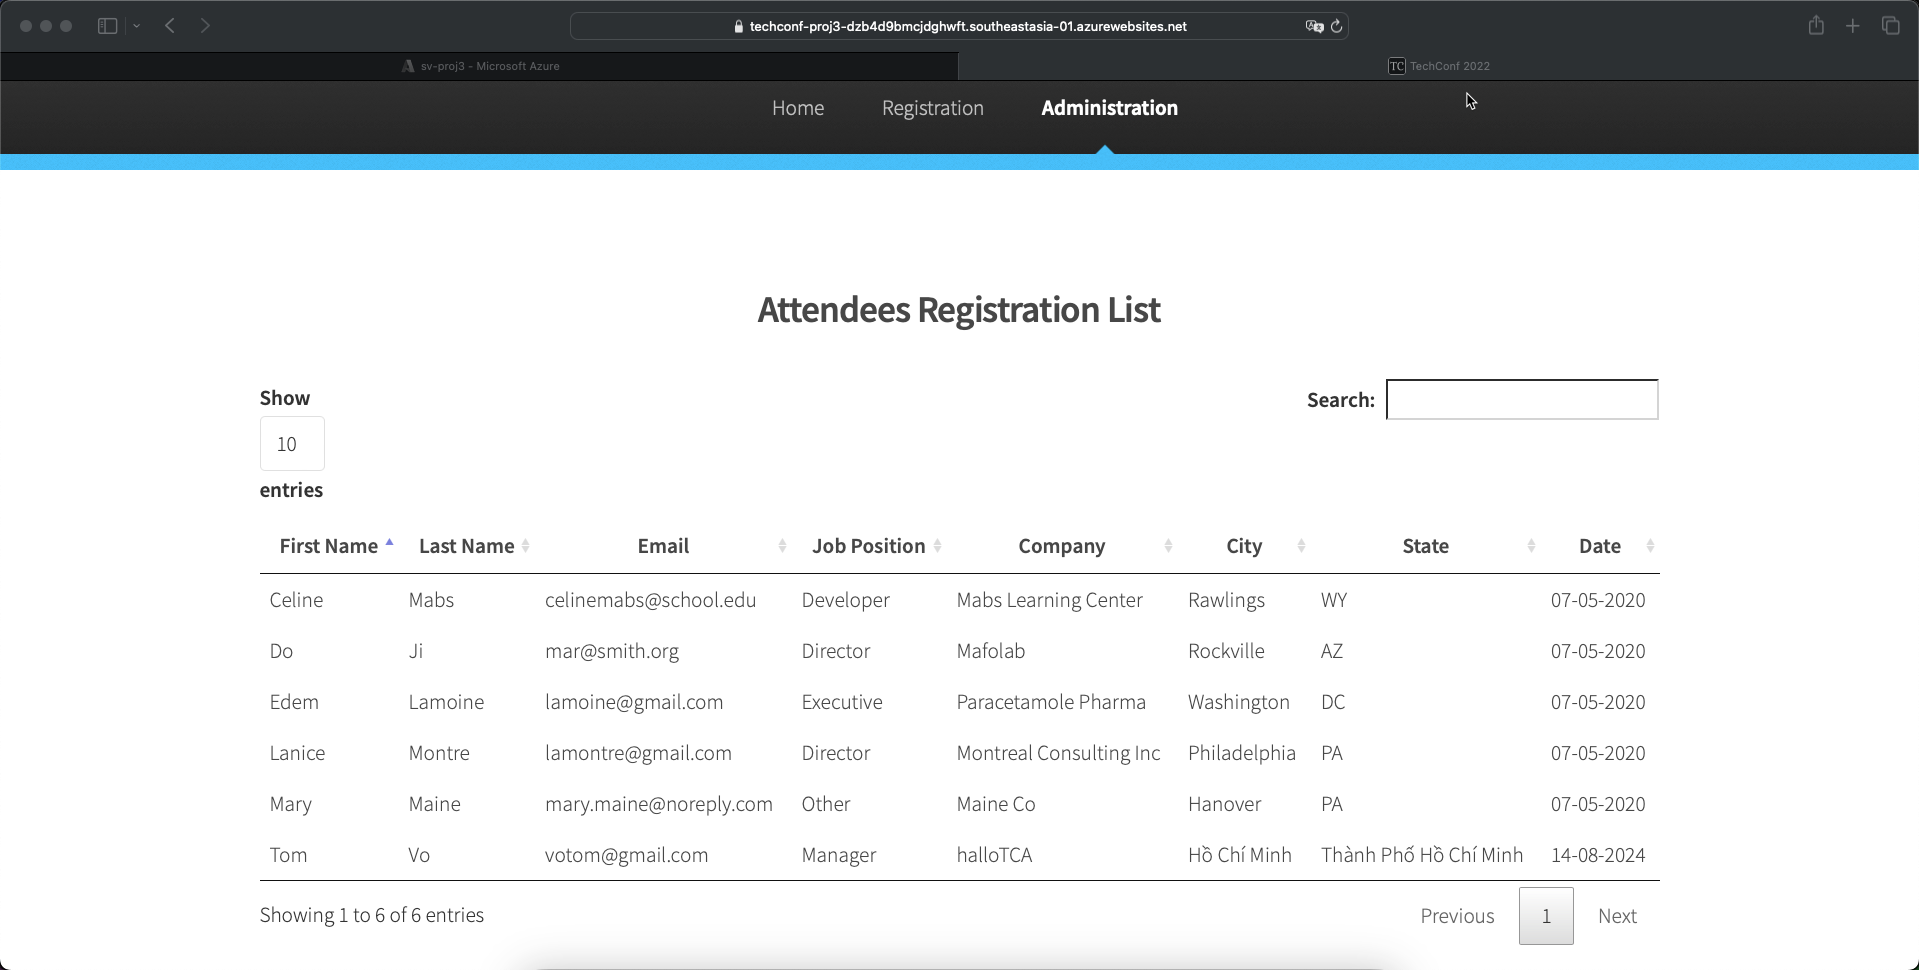 techconf-proj3-dzb4d9bmcjdghwft.southeastasia-01.azurewebsites.net
sv-proj3 - Microsoft Azure
TC TechConf 2022
Home Registration Administration
Attendees Registration List
Show
10
entries
Search:
First Name Last Name Email Job Position Company City State Date
Celine Mabs celinemabs@school.edu Developer Mabs Learning Center Rawlings WY 07-05-2020
Do Ji mar@smith.org Director Mafolab Rockville AZ 07-05-2020
Edem Lamoine lamoine@gmail.com Executive Paracetamole Pharma Washington DC 07-05-2020
Lanice Montre lamontre@gmail.com Director Montreal Consulting Inc Philadelphia PA 07-05-2020
Mary Maine mary.maine@noreply.com Other Maine Co Hanover PA 07-05-2020
Tom Vo votom@gmail.com Manager halloTCA Hồ Chí Minh Thành Phố Hồ Chí Minh 14-08-2024
Showing 1 to 6 of 6 entries
Previous 1 Next